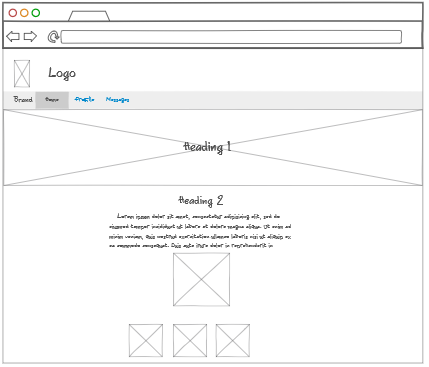 Logo
Brand Home Profile Messages
Heading 1
Heading 2
Lorem ipsum dolor sit amet, consectetur adipisicing elit, sed do
eiusmod tempor incididunt ut labore et dolore magna aliqua. Ut enim ad
minim veniam, quis nostrud exercitation ullamco laboris nisi ut aliquip ex
ea commodo consequat. Duis aute irure dolor in reprehenderit in